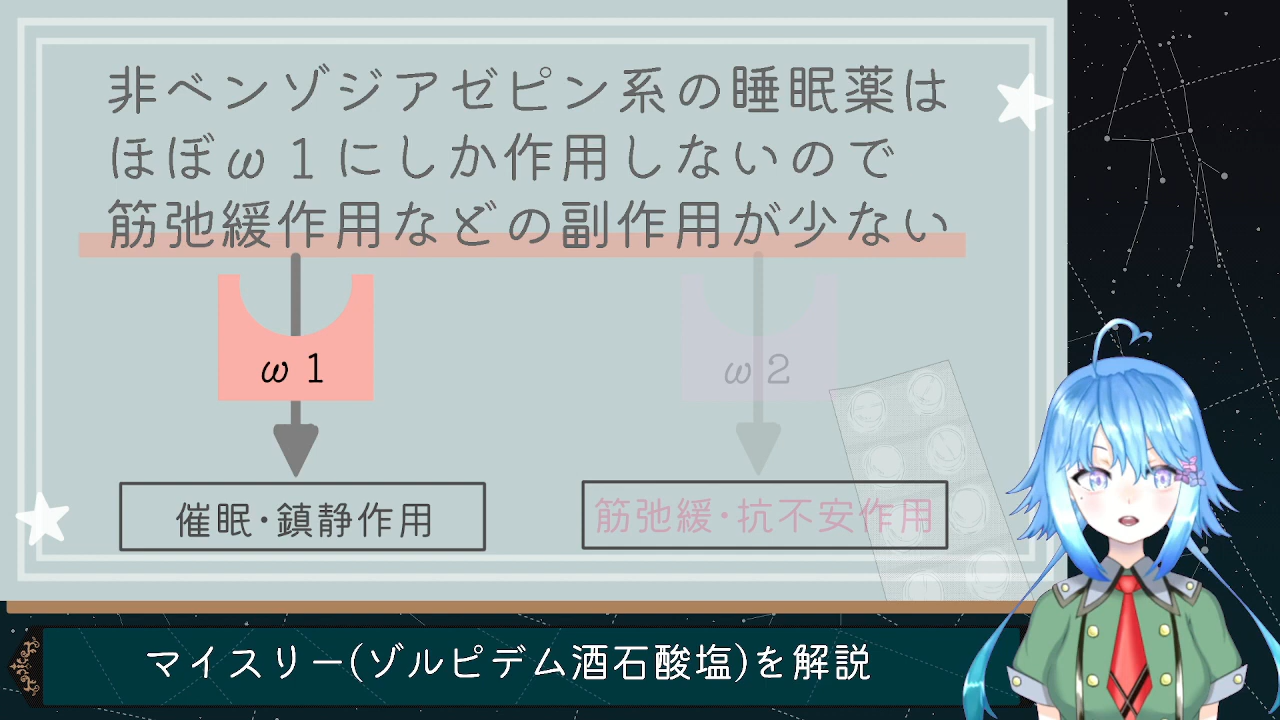 非ベンゾジアゼピン系の睡眠薬は
ほぼω1にしか作用しないので
筋弛緩作用などの副作用が少ない
ω1
ω2
催眠・鎮静作用
筋弛緩・抗不安作用
マイスリー(ゾルピデム酒石酸塩)を解説